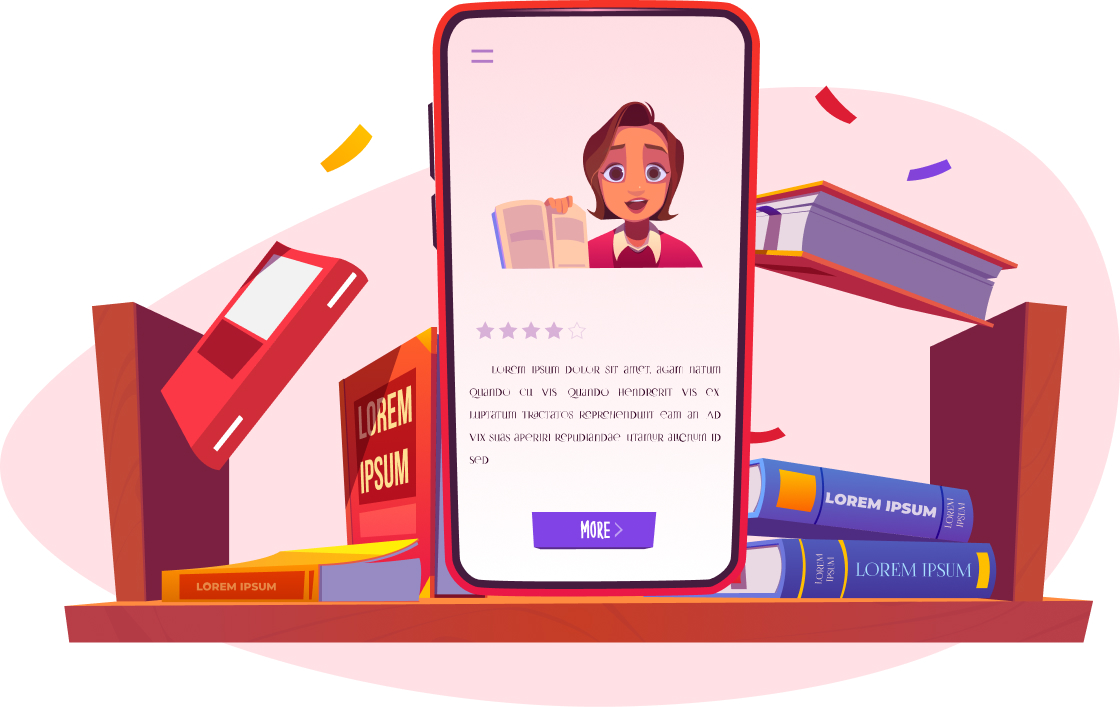 LOREM IPSUM DOLOR SIT AMET, AGAM NATUM
QUANDO CU VIS QUANDO HENDRERIT VIS EX
LUPTATUM TRACTATOS REPREHENDUNT EAM AN AD
VIX SUAS APERIRI REPUDIANDAE UTAMUR ALIENUM ID
SED
MORE
LOREM
IPSUM
LOREM IPSUM
LOREM IPSUM
LOREM
IPSUM
LOREM
IPSUM
LOREM IPSUM